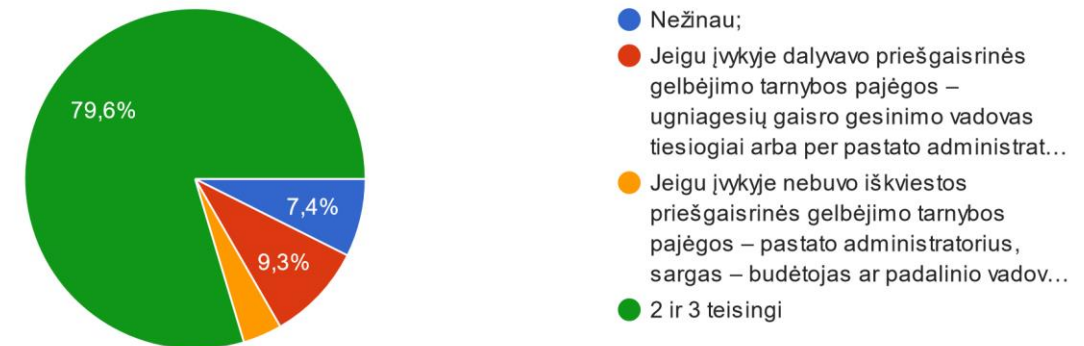 79,6%
7,4%
9,3%
Nežinau;
Jeigu įvykyje dalyvavo priešgaisrinės
gelbėjimo tarnybos pajėgos –
ugniagesių gaisro gesinimo vadovas
tiesiogiai arba per pastato administrat…
Jeigu įvykyje nebuvo iškviestos
priešgaisrinės gelbėjimo tarnybos
pajėgos – pastato administratorius,
sargas – budėtojas ar padalinio vadov…
2 ir 3 teisingi